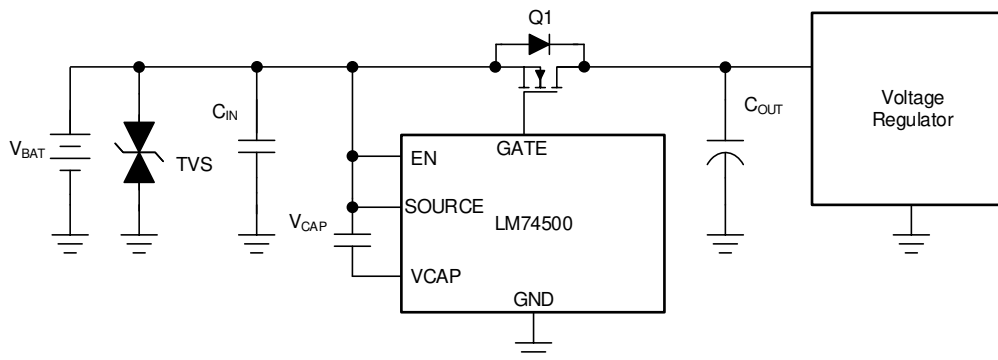 Q1
V_BAT
TVS
C_IN
V_CAP
EN
SOURCE
VCAP
GATE
LM74500
GND
C_OUT
Voltage
Regulator